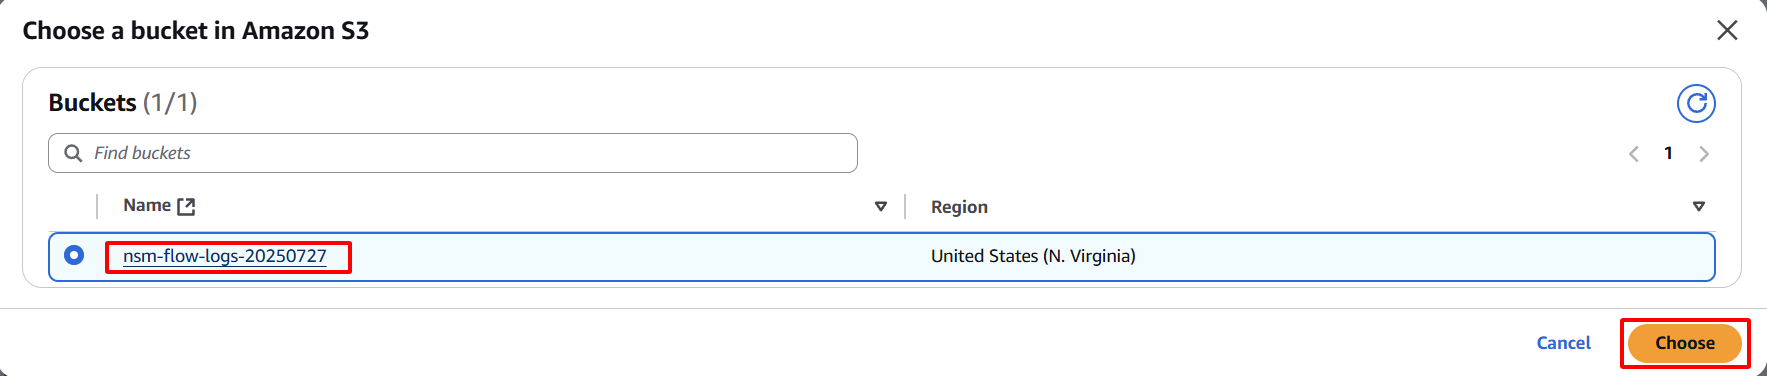 Choose a bucket in Amazon S3
Buckets (1/1)
Find buckets
1
Name
Region
nsm-flow-logs-20250727
United States (N. Virginia)
Cancel
Choose